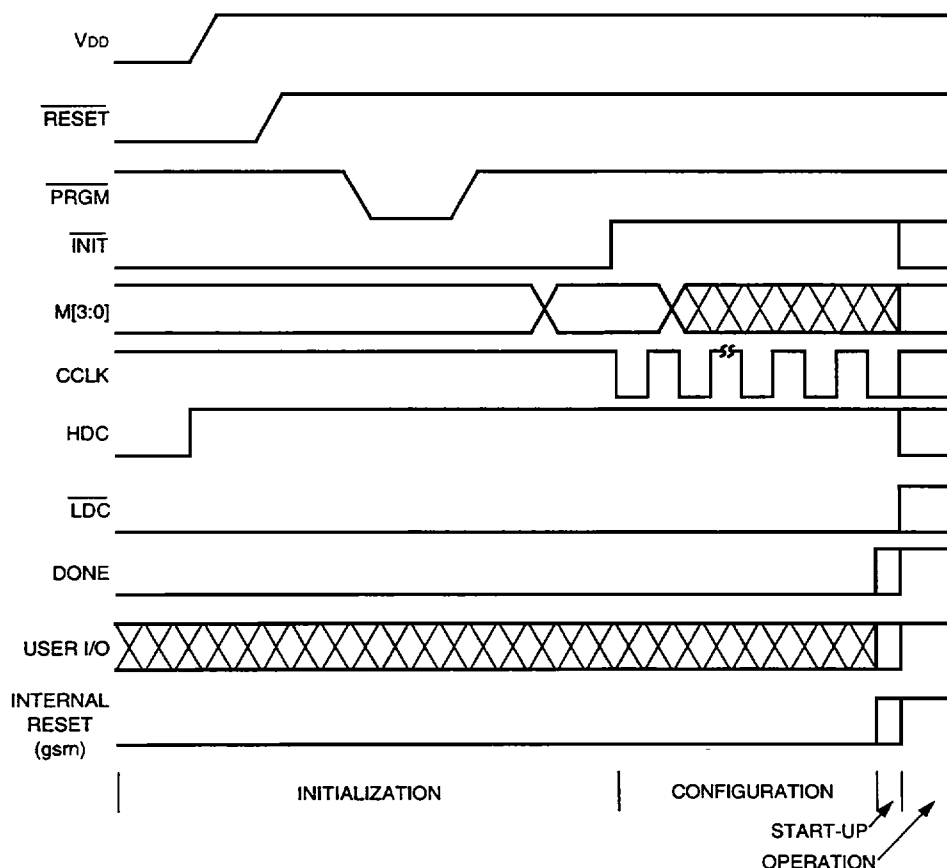 VDD
RESET
PRGM
INIT
M[3:0]
CCLK
HDC
LDC
DONE
USER I/O
INTERNAL
RESET
(gsm)
INITIALIZATION
CONFIGURATION
START-UP
OPERATION